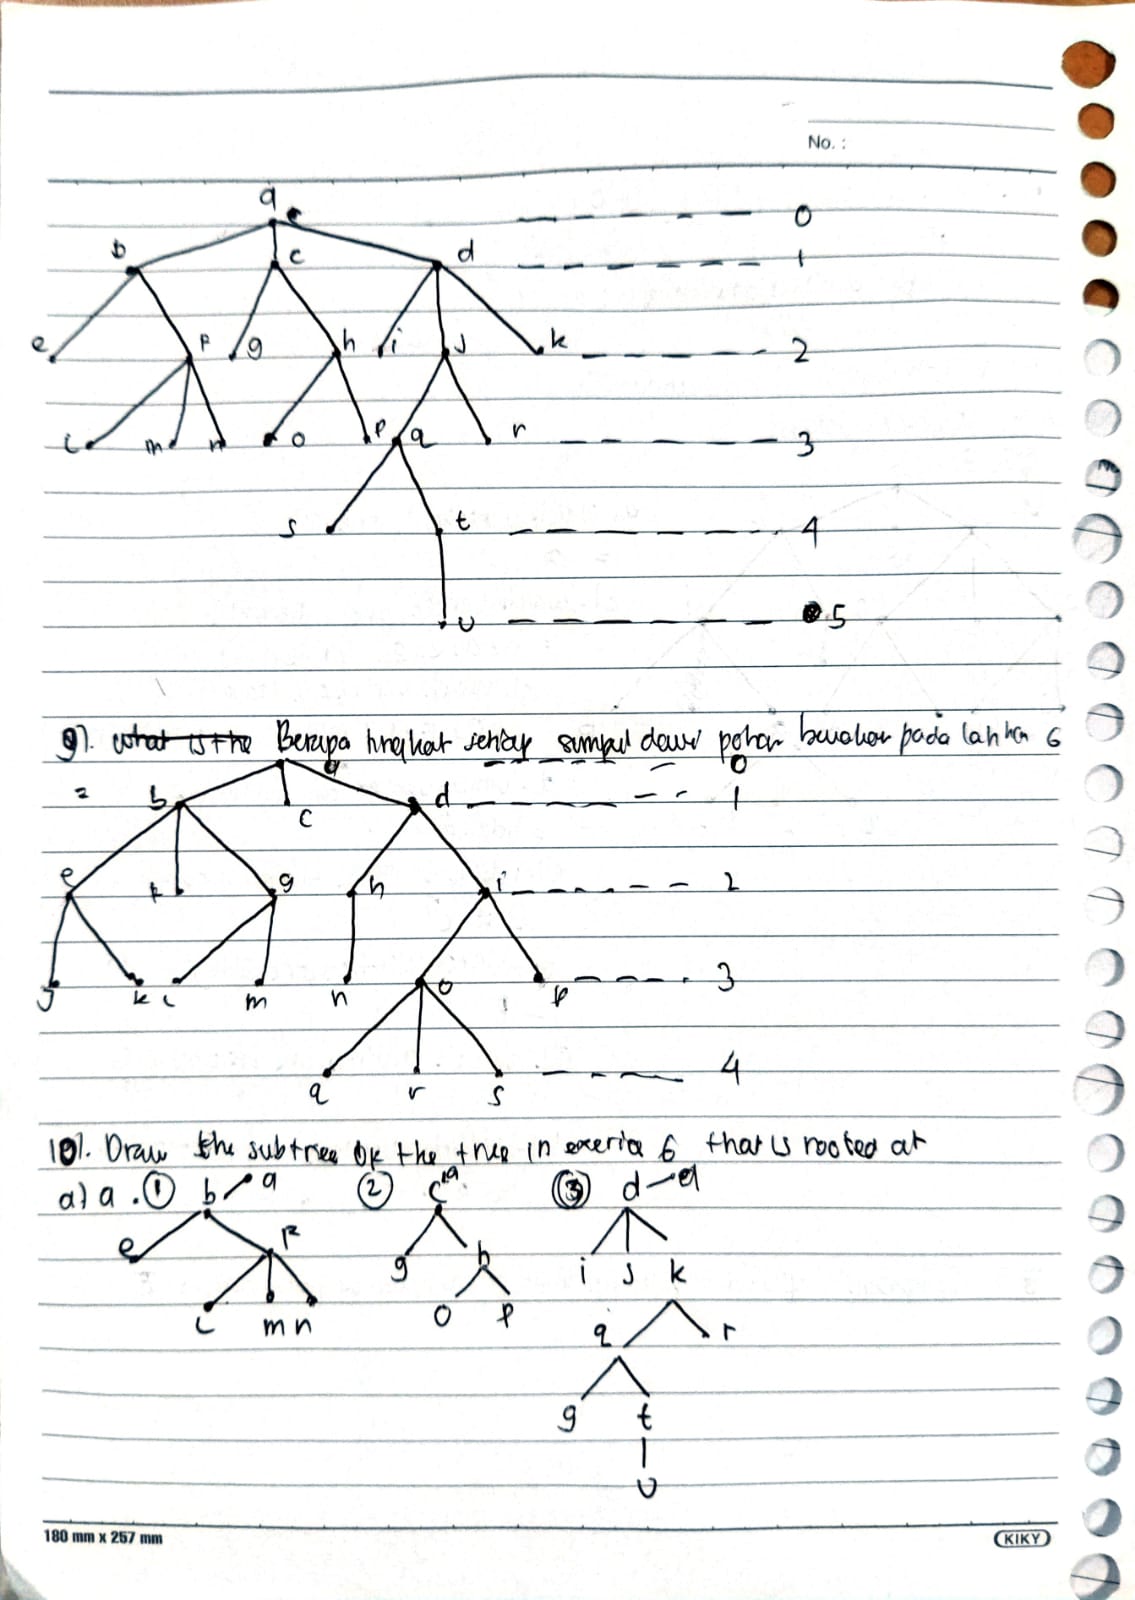 No. :
a
0
b c d 1
e f g h i j k 2
l m n o p q r 3
s t 4
u 5
9). what is the Berapa tingkat setiap simpul dari pohon berakar pada latihan 6
a 0
= b c d 1
e f g h i 2
j k l m n o p 3
q r s 4
10). Draw the subtree of the tree in exercise 6 that is rooted at
a) a . ① b a ② c a ③ d a
e f g h i j k
l m n o p q r
g t
u
180 mm x 257 mm KIKY